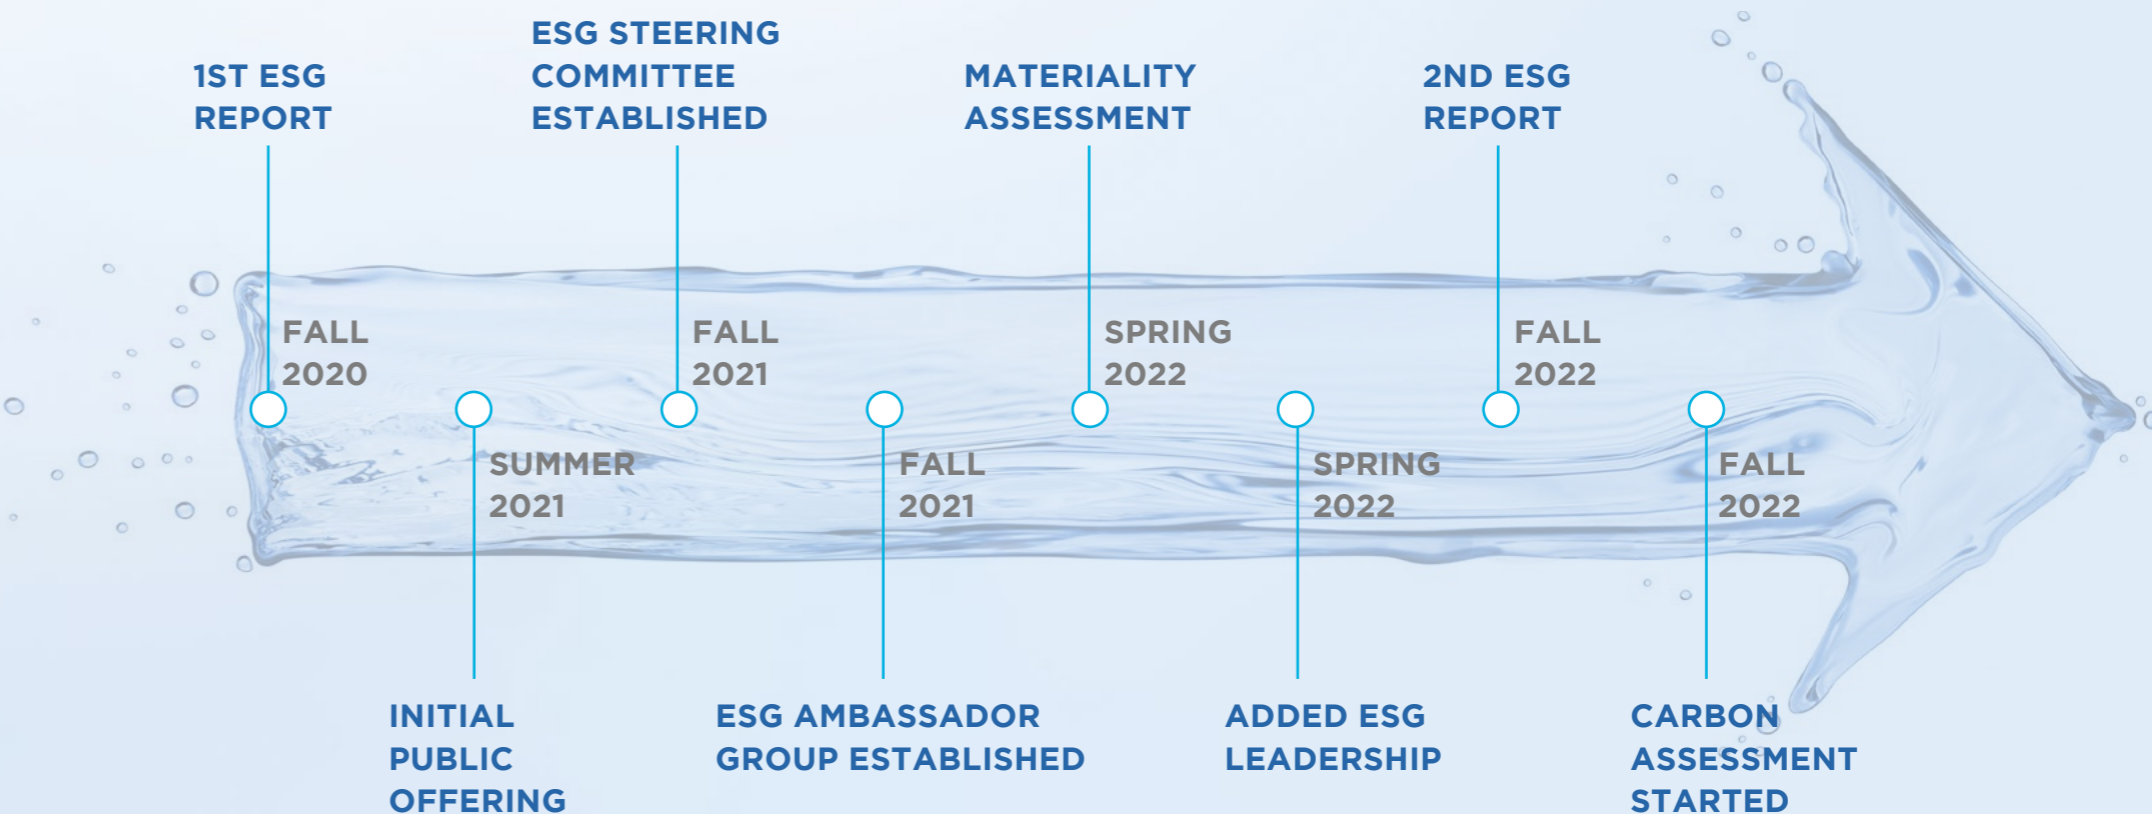 1ST ESG
REPORT
FALL
2020
SUMMER
2021
INITIAL
PUBLIC
OFFERING
ESG STEERING
COMMITTEE
ESTABLISHED
FALL
2021
FALL
2021
ESG AMBASSADOR
GROUP ESTABLISHED
MATERIALITY
ASSESSMENT
SPRING
2022
SPRING
2022
ADDED ESG
LEADERSHIP
2ND ESG
REPORT
FALL
2022
FALL
2022
CARBON
ASSESSMENT
STARTED